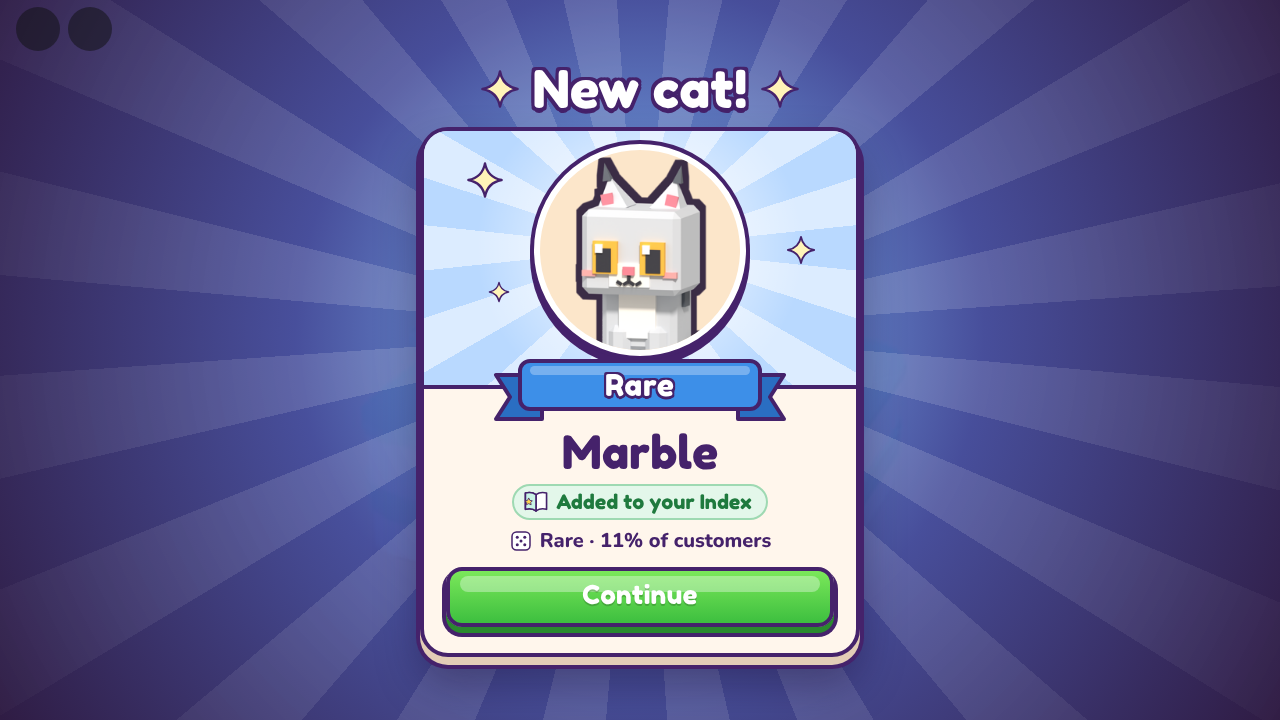 New cat!
Rare
Marble
Added to your Index
Rare · 11% of customers
Continue